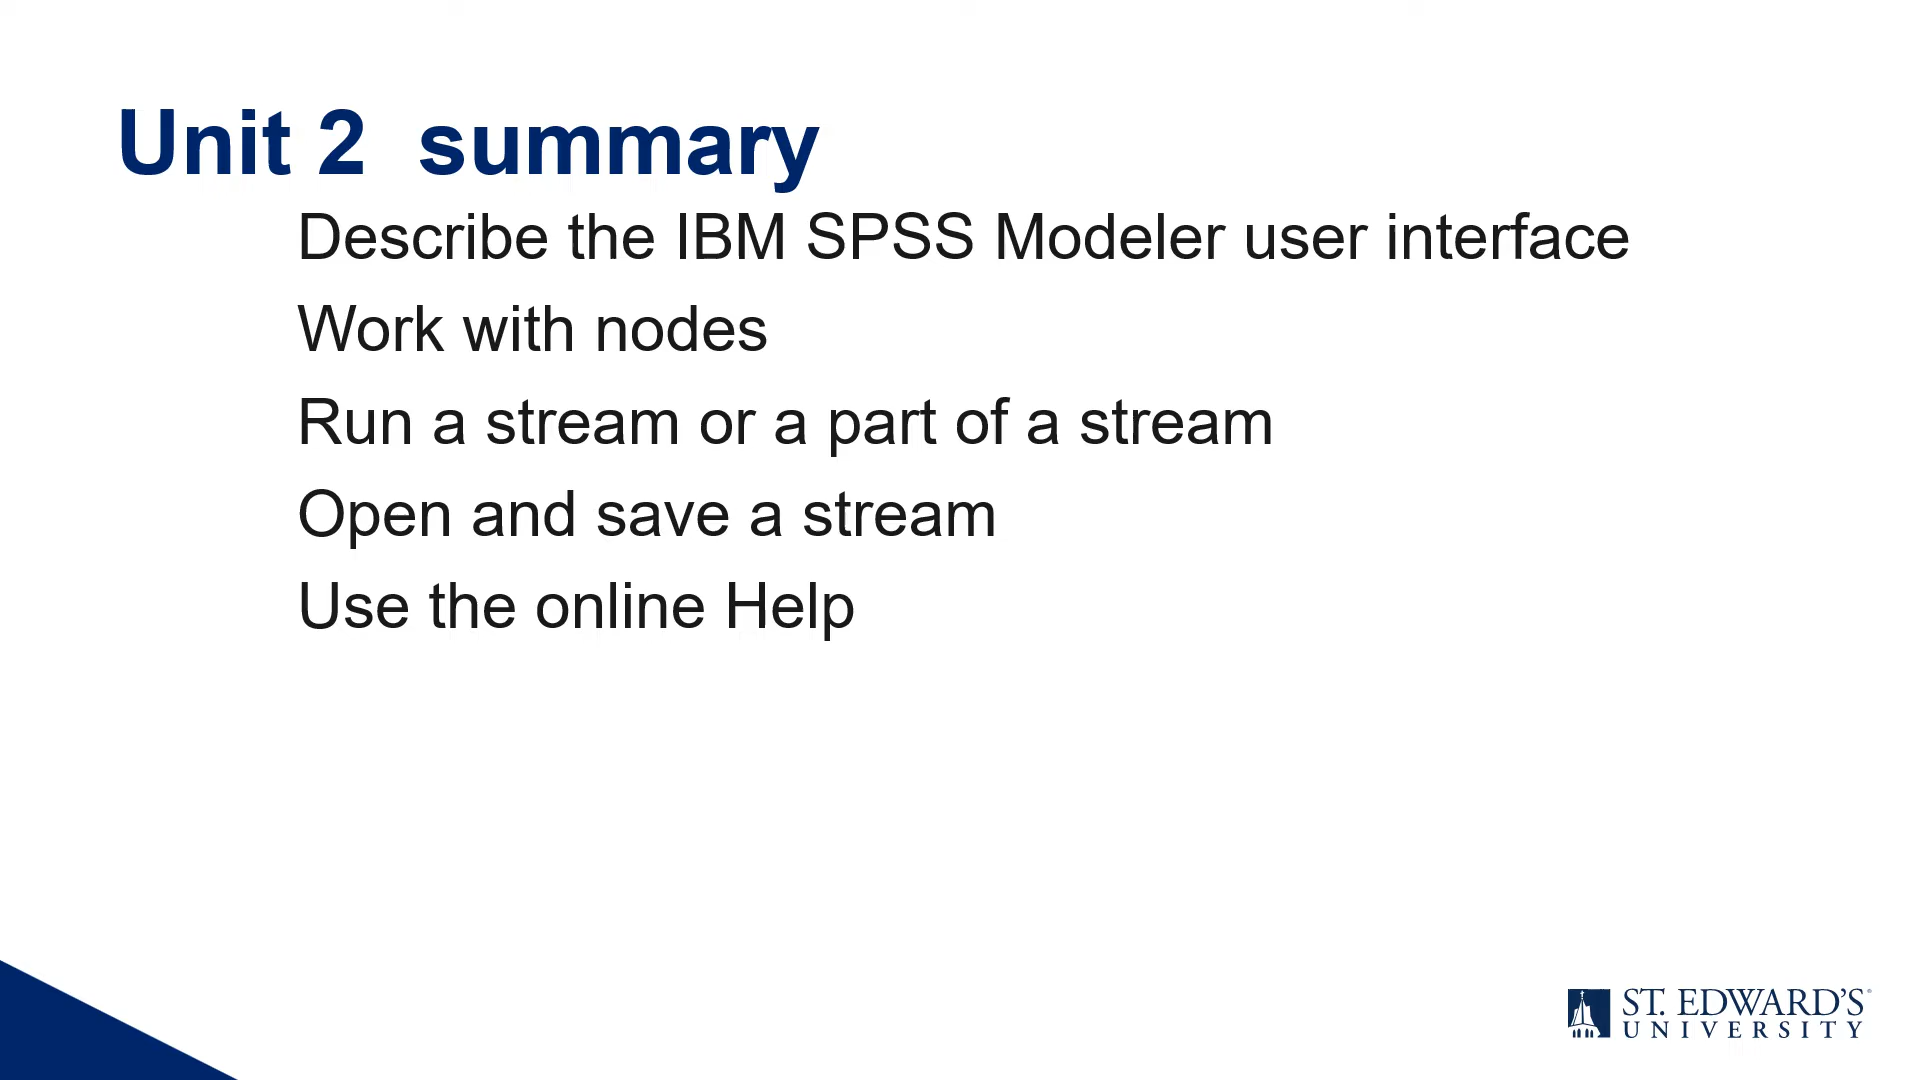 Unit 2  summary
Describe the IBM SPSS Modeler user interface
Work with nodes
Run a stream or a part of a stream
Open and save a stream
Use the online Help
ST. EDWARD'S®
UNIVERSITY